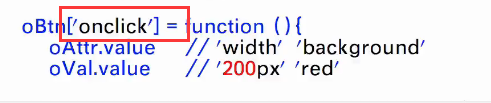 oBtn['onclick'] = function (){
oAttr.value // 'width' 'background'
oVal.value // '200px' 'red'